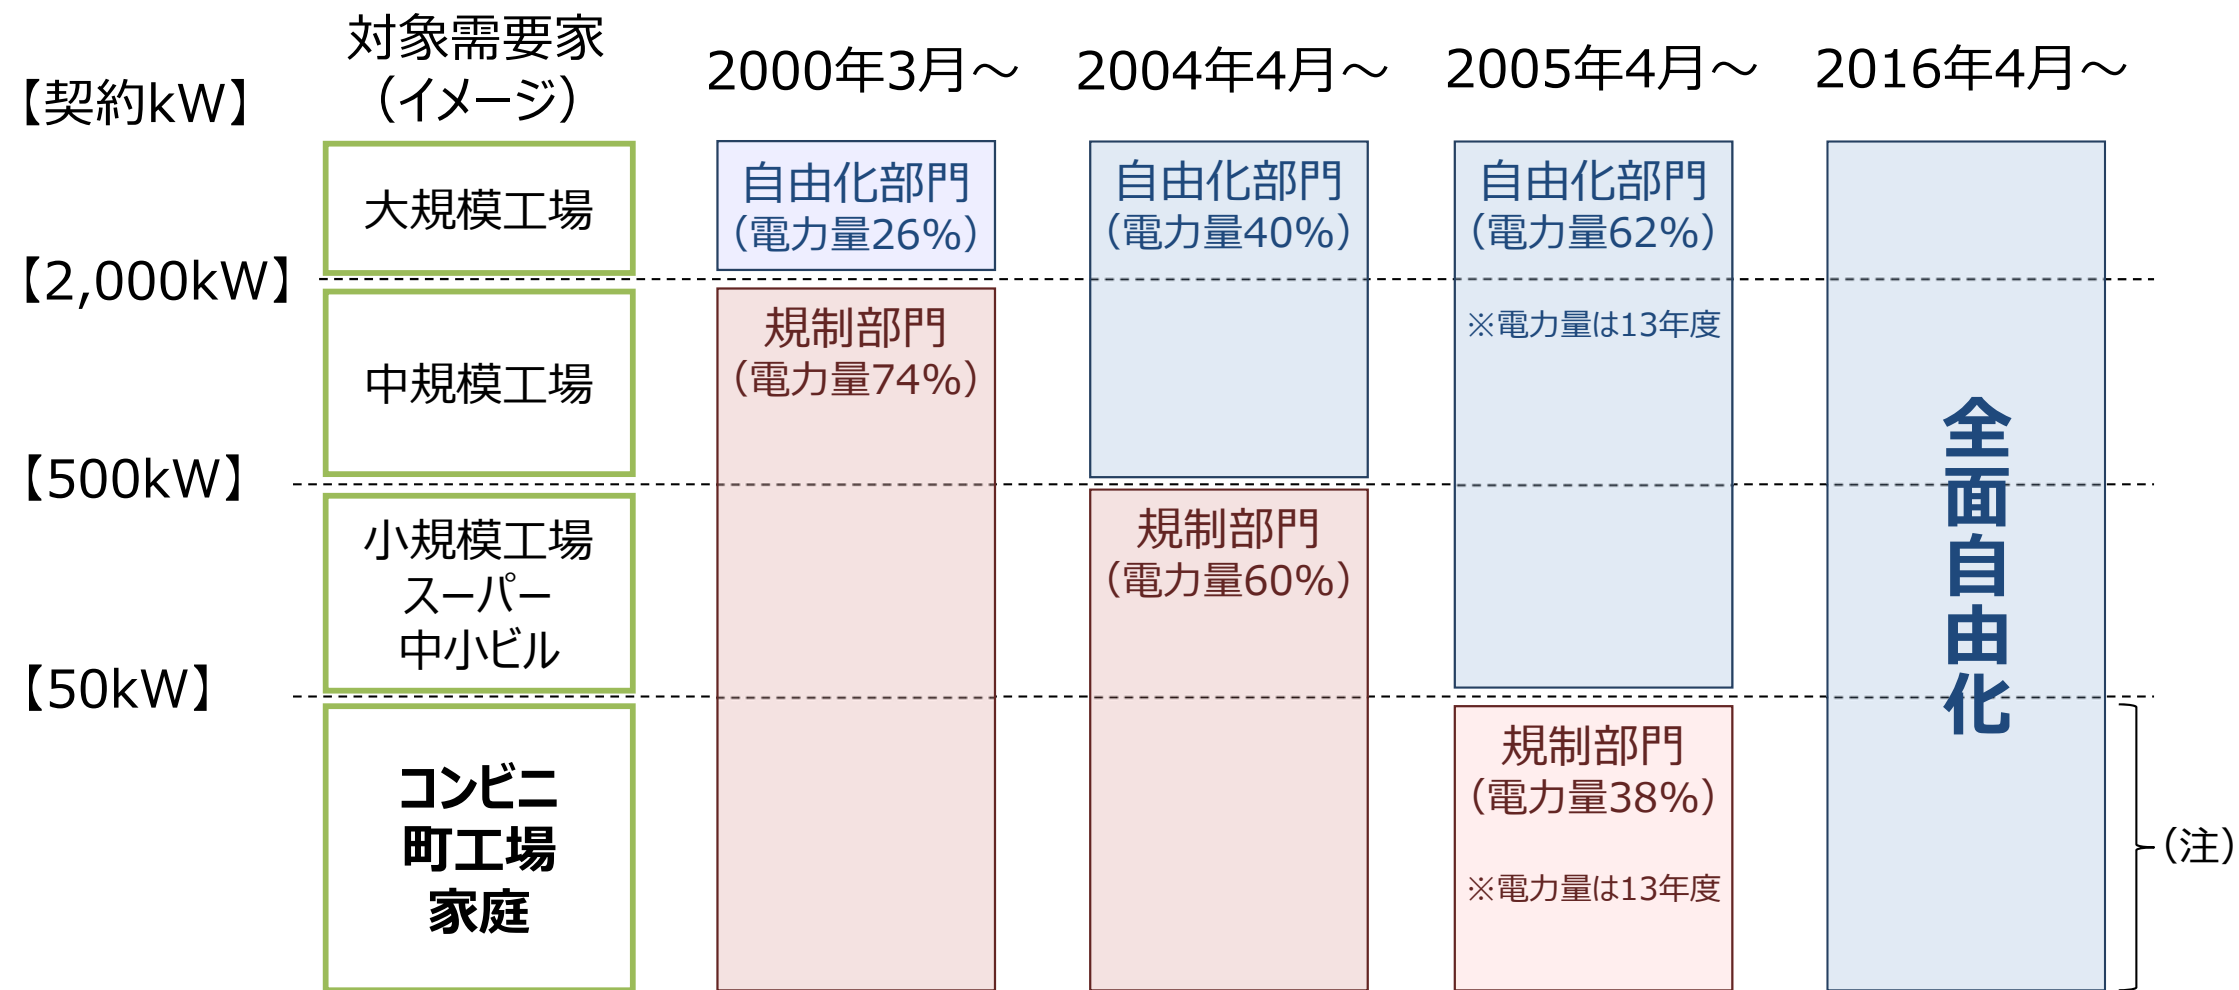 【契約kW】
対象需要家
（イメージ）
2000年3月～
2004年4月～
2005年4月～
2016年4月～
大規模工場
自由化部門
（電力量26%）
自由化部門
（電力量40%）
自由化部門
（電力量62%）
※電力量は13年度
全面自由化
【2,000kW】
中規模工場
規制部門
（電力量74%）
【500kW】
小規模工場
スーパー
中小ビル
規制部門
（電力量60%）
【50kW】
コンビニ
町工場
家庭
規制部門
（電力量38%）
※電力量は13年度
（注）